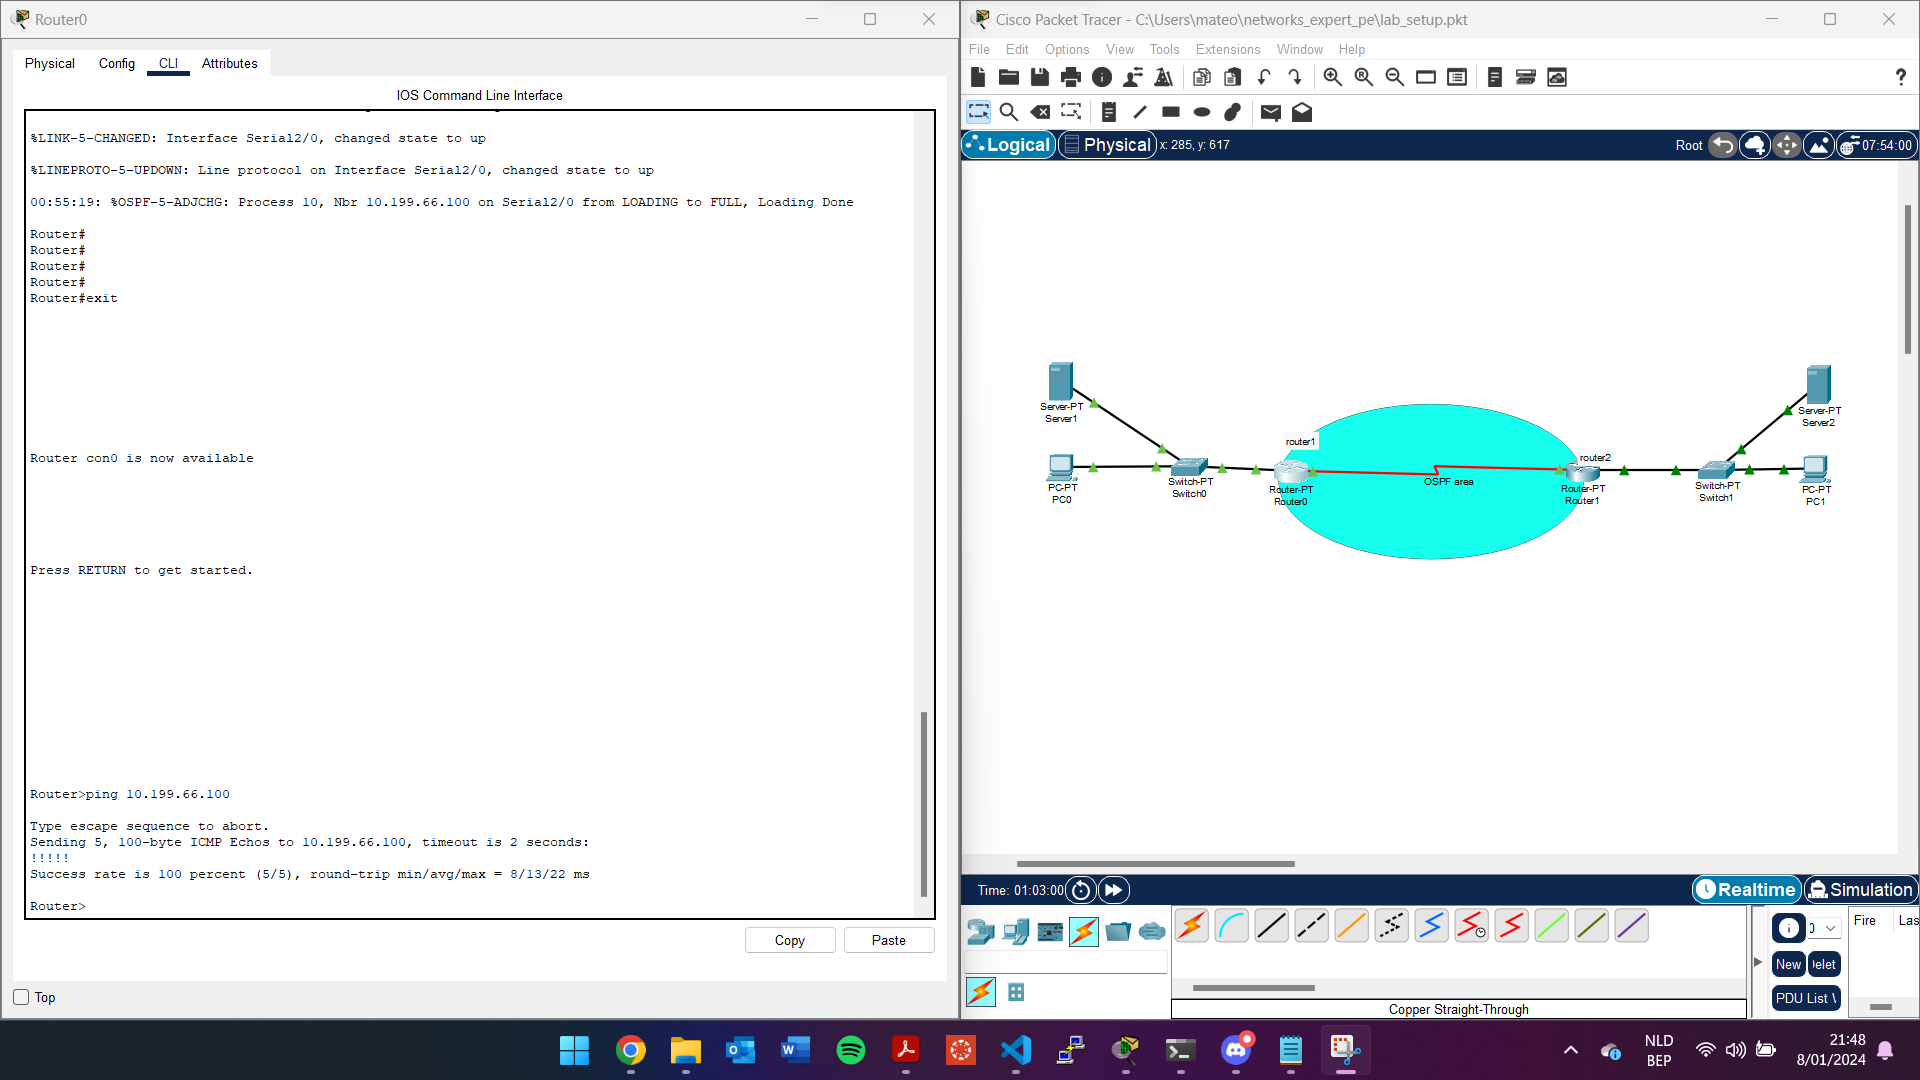 Router0
Physical Config CLI Attributes
IOS Command Line Interface
%LINK-5-CHANGED: Interface Serial2/0, changed state to up
%LINEPROTO-5-UPDOWN: Line protocol on Interface Serial2/0, changed state to up
00:55:19: %OSPF-5-ADJCHG: Process 10, Nbr 10.199.66.100 on Serial2/0 from LOADING to FULL, Loading Done
Router#
Router#
Router#
Router#
Router#exit
Router con0 is now available
Press RETURN to get started.
Router>ping 10.199.66.100
Type escape sequence to abort.
Sending 5, 100-byte ICMP Echos to 10.199.66.100, timeout is 2 seconds:
!!!!!
Success rate is 100 percent (5/5), round-trip min/avg/max = 8/13/22 ms
Router>
Copy Paste
Top
Cisco Packet Tracer - C:\Users\mateo\networks_expert_pe\lab_setup.pkt
File Edit Options View Tools Extensions Window Help
Logical Physical x: 285, y: 617 Root 07:54:00
Server-PT
Server1
PC-PT
PC0
Switch-PT
Switch0
router1
Router-PT
Router0
OSPF area
router2
Router-PT
Router1
Switch-PT
Switch1
Server-PT
Server2
PC-PT
PC1
Time: 01:03:00 Realtime Simulation
0 Fire Las
New elet
PDU List
Copper Straight-Through
NLD
BEP
21:48
8/01/2024